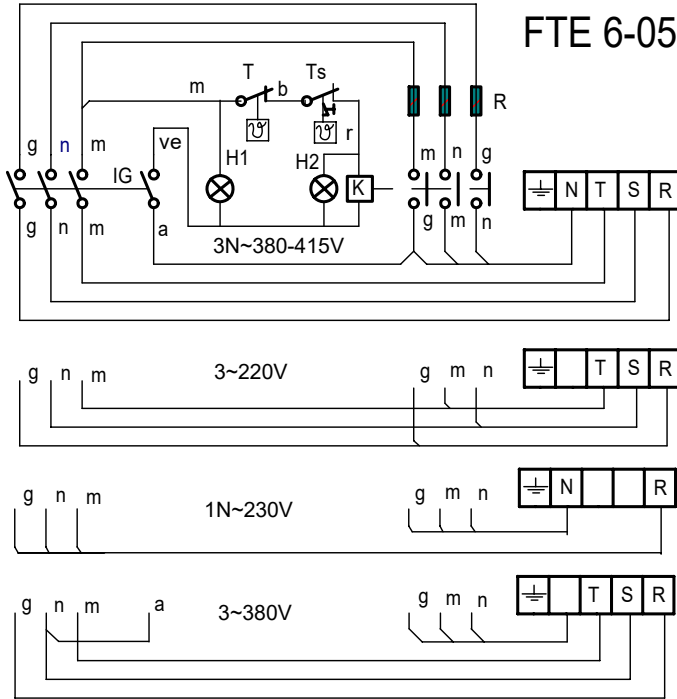 FTE 6-05
T Ts
m b
R
ϑ ϑ r
g n m ve H1 H2 m n g
IG K
N T S R
g n m a g m n
3N~380-415V
g n m 3~220V g m n T S R
g n m 1N~230V g m n N R
g n m a 3~380V g m n T S R